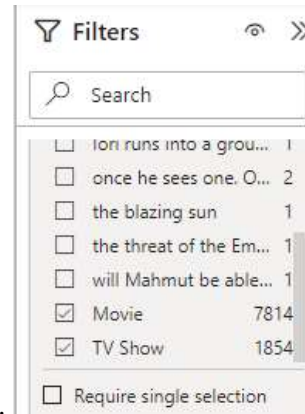 Filters
Search
Iori runs into a grou... 1
once he sees one. O... 2
the blazing sun 1
the threat of the Em... 1
will Mahmut be able... 1
Movie 7814
TV Show 1854
Require single selection